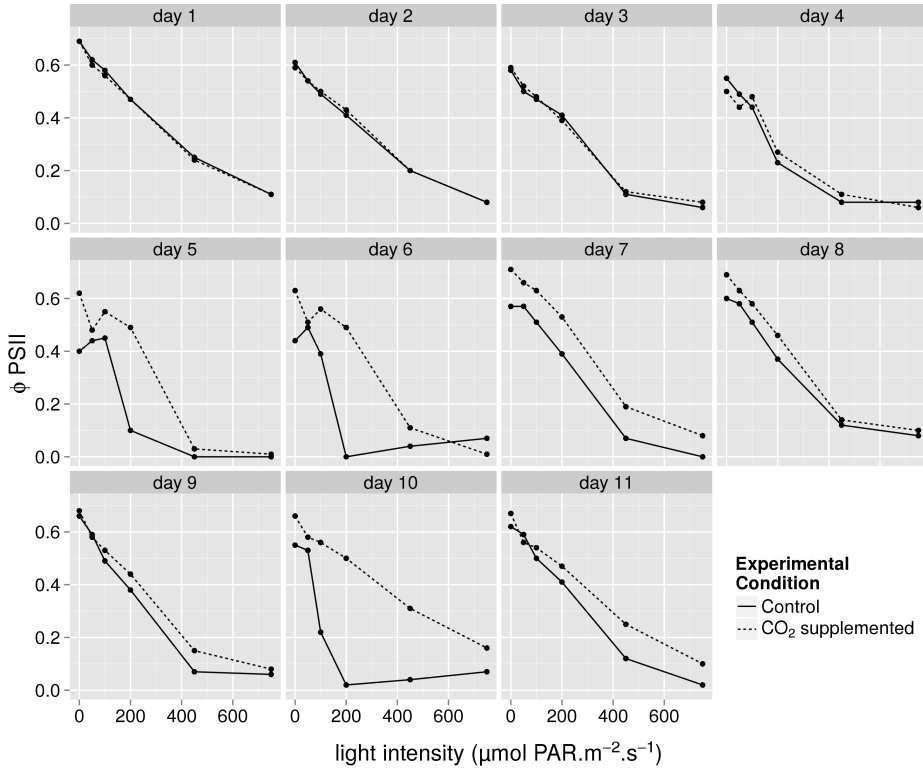 day 1 day 2 day 3 day 4
0.6
0.4
0.2
0.0
day 5 day 6 day 7 day 8
0.6
0.4
0.2
0.0
ϕ PSII
day 9 day 10 day 11
0.6
0.4
0.2
0.0
Experimental
Condition
Control
CO₂ supplemented
0 200 400 600 0 200 400 600 0 200 400 600
light intensity (μmol PAR.m⁻².s⁻¹)